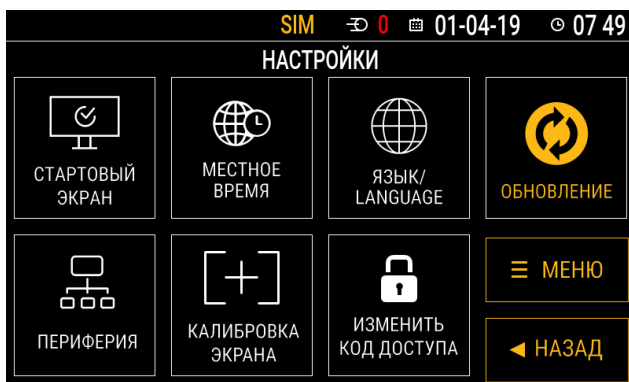 SIM 0 01-04-19 07 49
НАСТРОЙКИ
СТАРТОВЫЙ
ЭКРАН
МЕСТНОЕ
ВРЕМЯ
ЯЗЫК/
LANGUAGE
ОБНОВЛЕНИЕ
ПЕРИФЕРИЯ
КАЛИБРОВКА
ЭКРАНА
ИЗМЕНИТЬ
КОД ДОСТУПА
МЕНЮ
НАЗАД